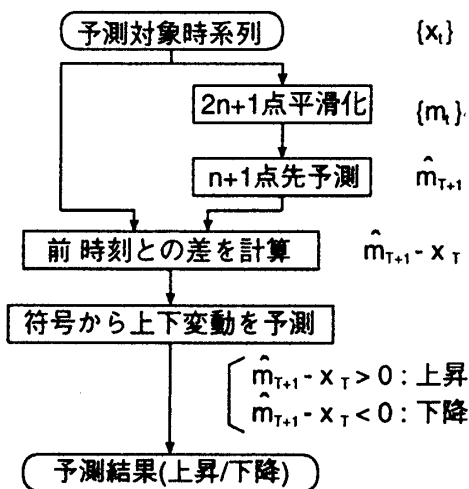 予測対象時系列 {x_t}
2n+1点平滑化 {m_t}
n+1点先予測 m̂_{T+1}
前時刻との差を計算 m̂_{T+1} - x_T
符号から上下変動を予測
m̂_{T+1} - x_T > 0 : 上昇
m̂_{T+1} - x_T < 0 : 下降
予測結果(上昇/下降)